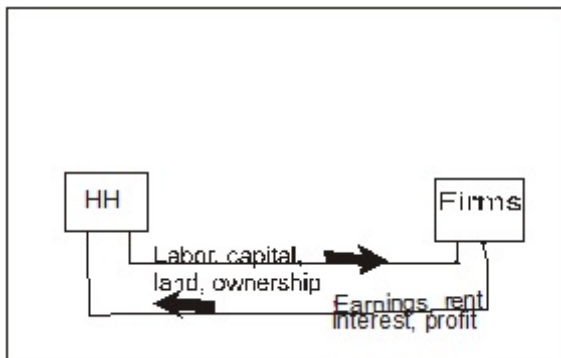 HH
Firms
Labor, capital,
land, ownership
Earnings, rent
interest, profit